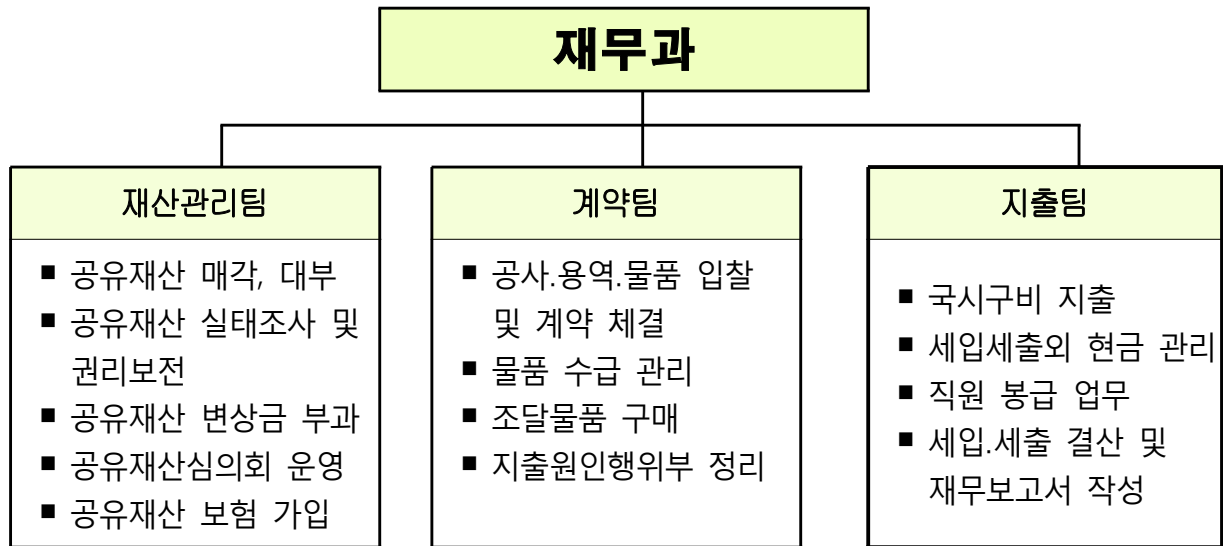 재무과
재산관리팀
■ 공유재산 매각, 대부
■ 공유재산 실태조사 및
권리보전
■ 공유재산 변상금 부과
■ 공유재산심의회 운영
■ 공유재산 보험 가입
계약팀
■ 공사.용역.물품 입찰
및 계약 체결
■ 물품 수급 관리
■ 조달물품 구매
■ 지출원인행위부 정리
지출팀
■ 국시구비 지출
■ 세입세출외 현금 관리
■ 직원 봉급 업무
■ 세입.세출 결산 및
재무보고서 작성